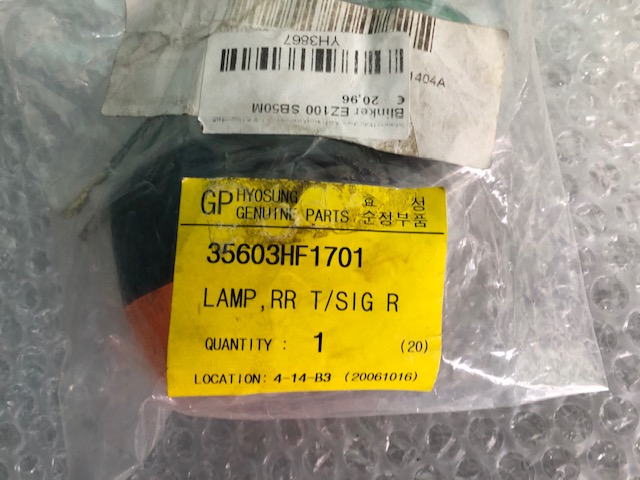 1404A
YH3867
€ 20,96
Blinker EZ100 SB50M
GP HYOSUNG 효 성
GENUINE PARTS 순정부품
35603HF1701
LAMP,RR T/SIG R
QUANTITY : 1 (20)
LOCATION: 4-14-B3 (20061016)